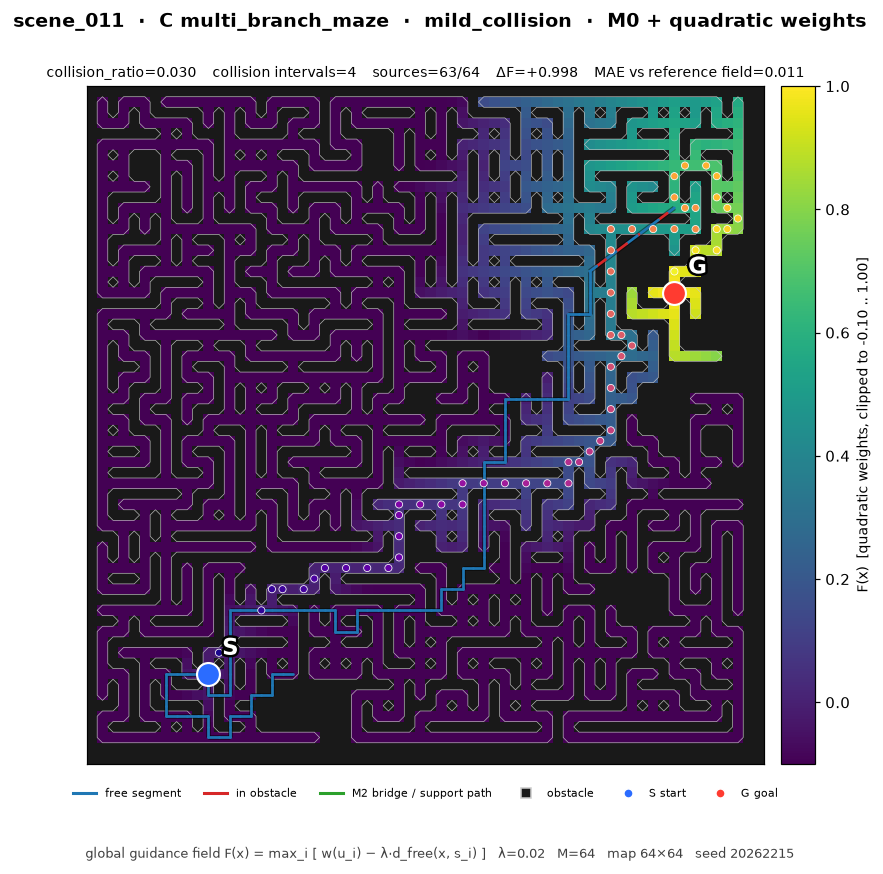 scene_011 · C multi_branch_maze · mild_collision · M0 + quadratic weights
collision_ratio=0.030 collision intervals=4 sources=63/64 ΔF=+0.998 MAE vs reference field=0.011
G
S
1.0
0.8
0.6
0.4
0.2
0.0
F(x) [quadratic weights, clipped to -0.10 .. 1.00]
free segment
in obstacle
M2 bridge / support path
obstacle
S start
G goal
global guidance field F(x) = max_i [ w(u_i) − λ·d_free(x, s_i) ] λ=0.02 M=64 map 64×64 seed 20262215